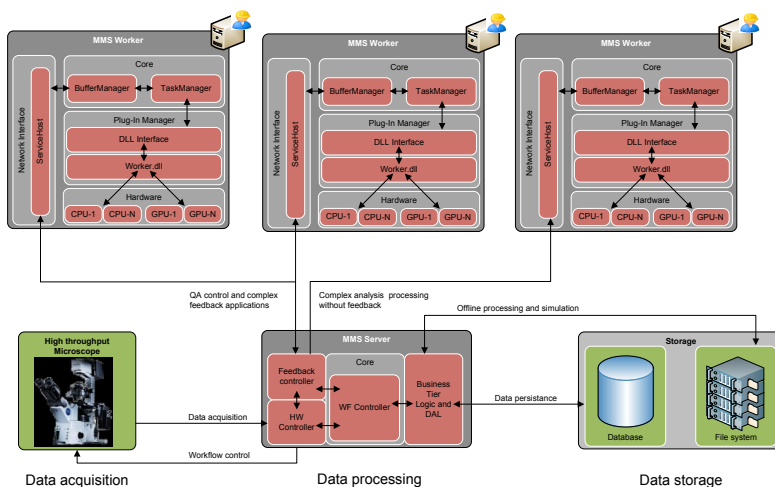 MMS Worker
Network Interface
ServiceHost
Core
BufferManager
TaskManager
Plug-In Manager
DLL Interface
Worker.dll
Hardware
CPU-1
CPU-N
GPU-1
GPU-N
MMS Worker
Network Interface
ServiceHost
Core
BufferManager
TaskManager
Plug-In Manager
DLL Interface
Worker.dll
Hardware
CPU-1
CPU-N
GPU-1
GPU-N
MMS Worker
Network Interface
ServiceHost
Core
BufferManager
TaskManager
Plug-In Manager
DLL Interface
Worker.dll
Hardware
CPU-1
CPU-N
GPU-1
GPU-N
QA control and complex
feedback applications
Complex analysis processing
without feedback
Offline processing and simulation
High throughput
Microscope
Data acquisition
Workflow control
MMS Server
Feedback
controller
HW
Controller
Core
WF Controller
Business
Tier
Logic and
DAL
Data persistance
Storage
Database
File system
Data acquisition
Data processing
Data storage